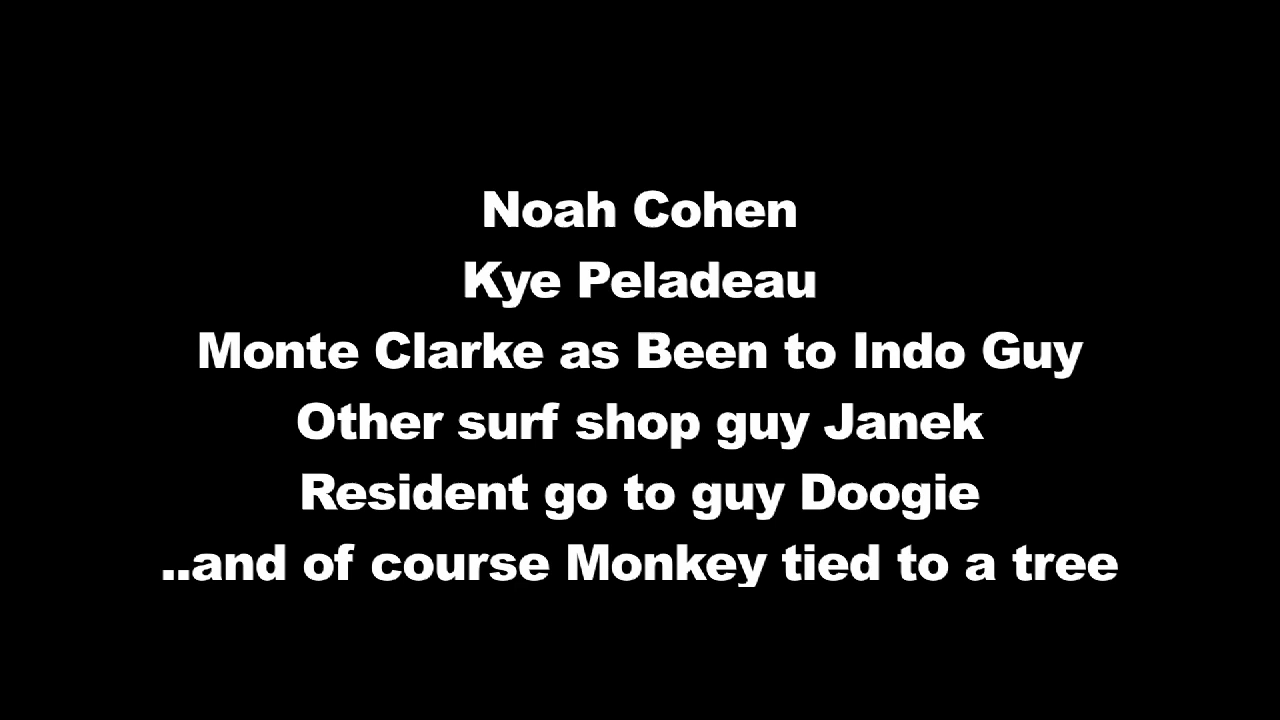 Noah Cohen
Kye Peladeau
Monte Clarke as Been to Indo Guy
Other surf shop guy Janek
Resident go to guy Doogie
..and of course Monkey tied to a tree